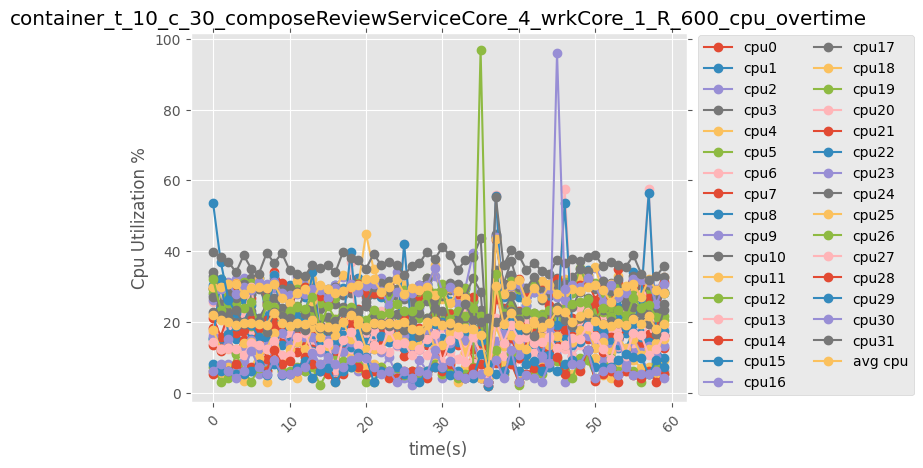 container_t_10_c_30_composeReviewServiceCore_4_wrkCore_1_R_600_cpu_overtime
100
80
60
40
20
0
Cpu Utilization %
0
10
20
30
40
50
60
time(s)
cpu0
cpu1
cpu2
cpu3
cpu4
cpu5
cpu6
cpu7
cpu8
cpu9
cpu10
cpu11
cpu12
cpu13
cpu14
cpu15
cpu16
cpu17
cpu18
cpu19
cpu20
cpu21
cpu22
cpu23
cpu24
cpu25
cpu26
cpu27
cpu28
cpu29
cpu30
cpu31
avg cpu